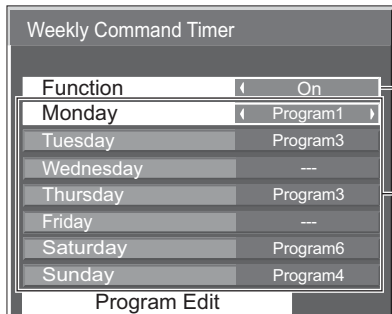 Weekly Command Timer
Function On
Monday Program1
Tuesday Program3
Wednesday ---
Thursday Program3
Friday ---
Saturday Program6
Sunday Program4
Program Edit